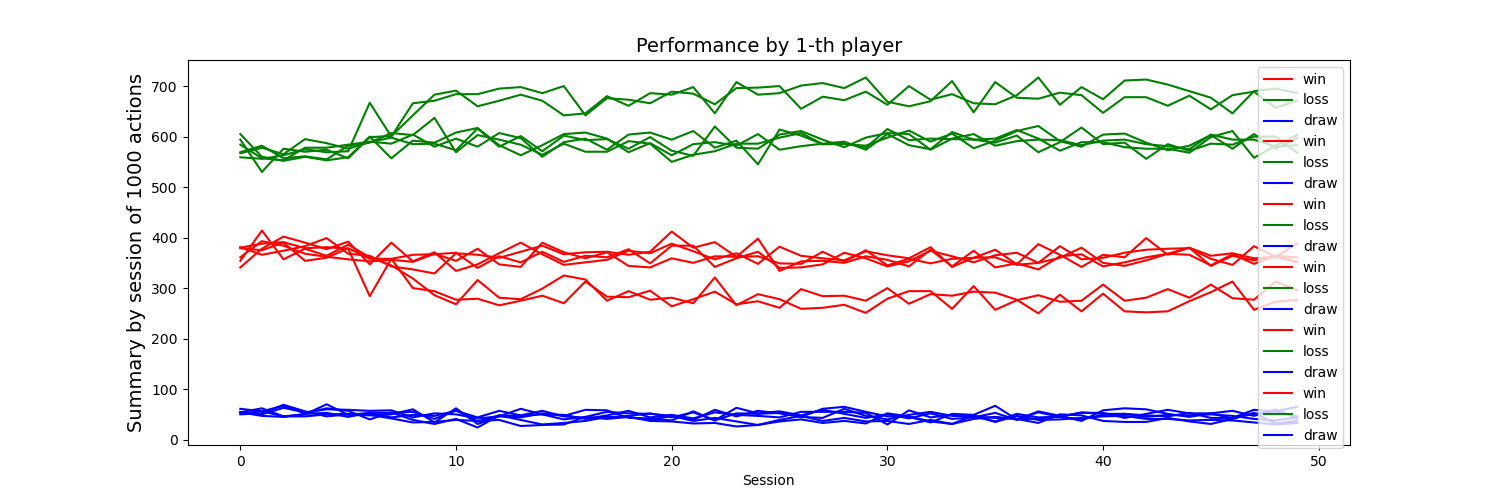 Performance by 1-th player
Summary by session of 1000 actions
700
600
500
400
300
200
100
0
0
10
20
30
40
50
Session
win
loss
draw
win
loss
draw
win
loss
draw
win
loss
draw
win
loss
draw
win
loss
draw